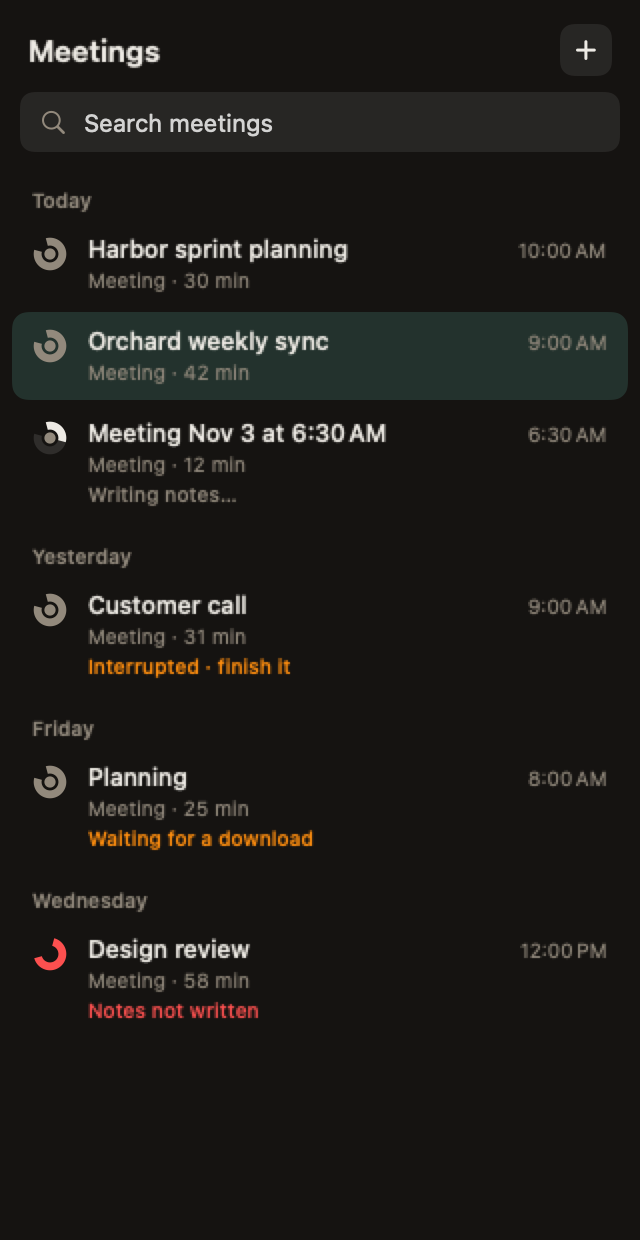 Meetings
Search meetings
Today
Harbor sprint planning 10:00 AM
Meeting · 30 min
Orchard weekly sync 9:00 AM
Meeting · 42 min
Meeting Nov 3 at 6:30 AM 6:30 AM
Meeting · 12 min
Writing notes...
Yesterday
Customer call 9:00 AM
Meeting · 31 min
Interrupted · finish it
Friday
Planning 8:00 AM
Meeting · 25 min
Waiting for a download
Wednesday
Design review 12:00 PM
Meeting · 58 min
Notes not written